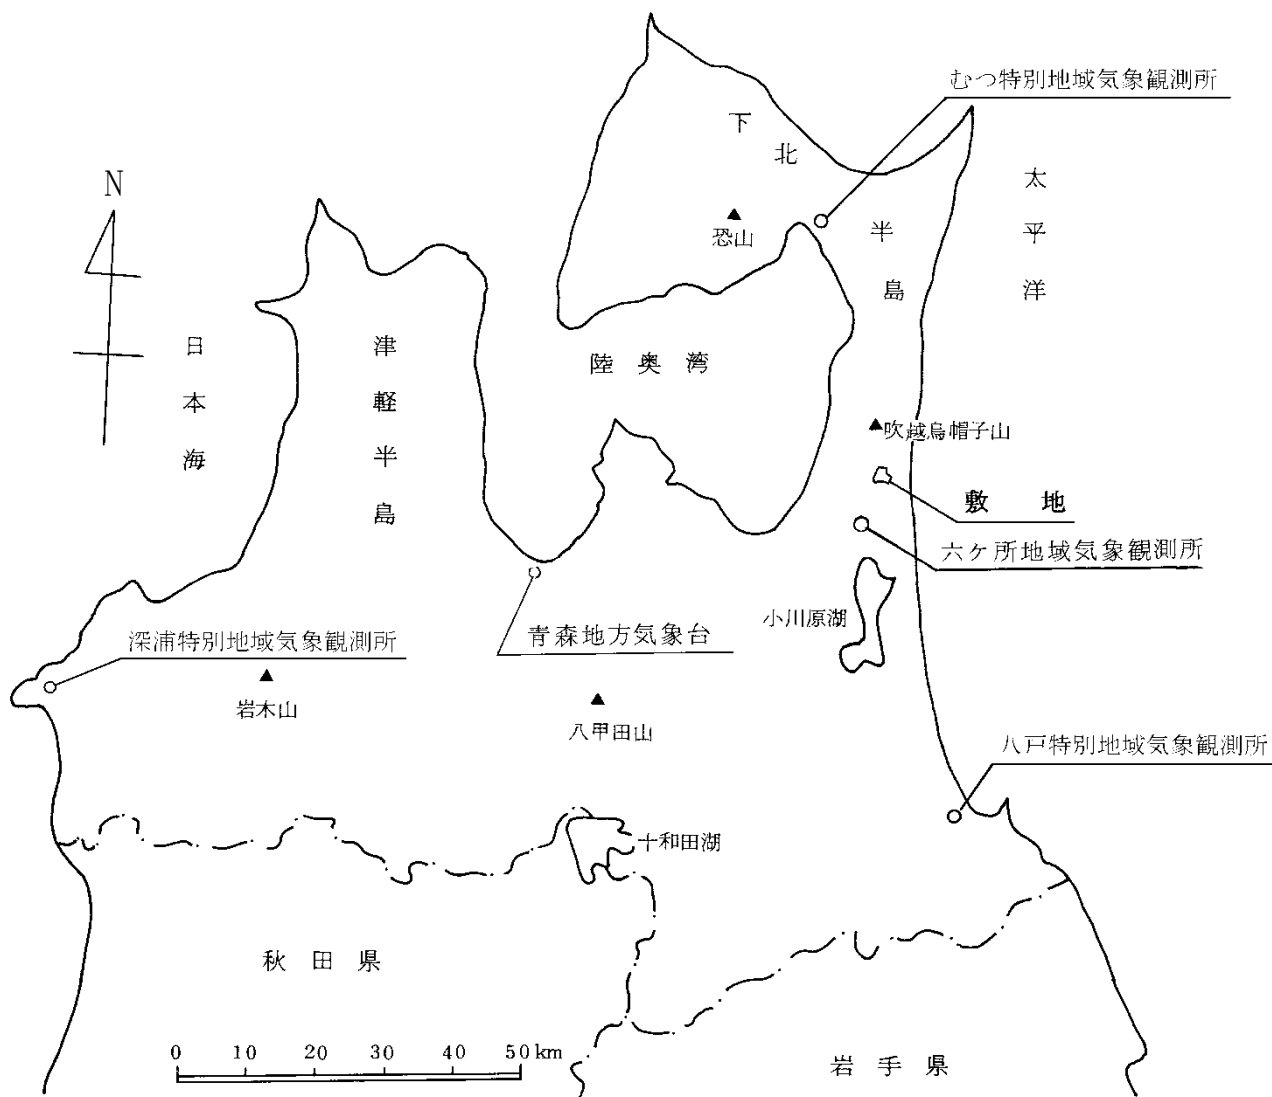 むつ特別地域気象観測所
下北半島
太平洋
N
恐山
日本海
津軽半島
陸奥湾
吹越烏帽子山
敷地
六ケ所地域気象観測所
小川原湖
青森地方気象台
深浦特別地域気象観測所
岩木山
八甲田山
八戸特別地域気象観測所
十和田湖
秋田県
0 10 20 30 40 50km
岩手県